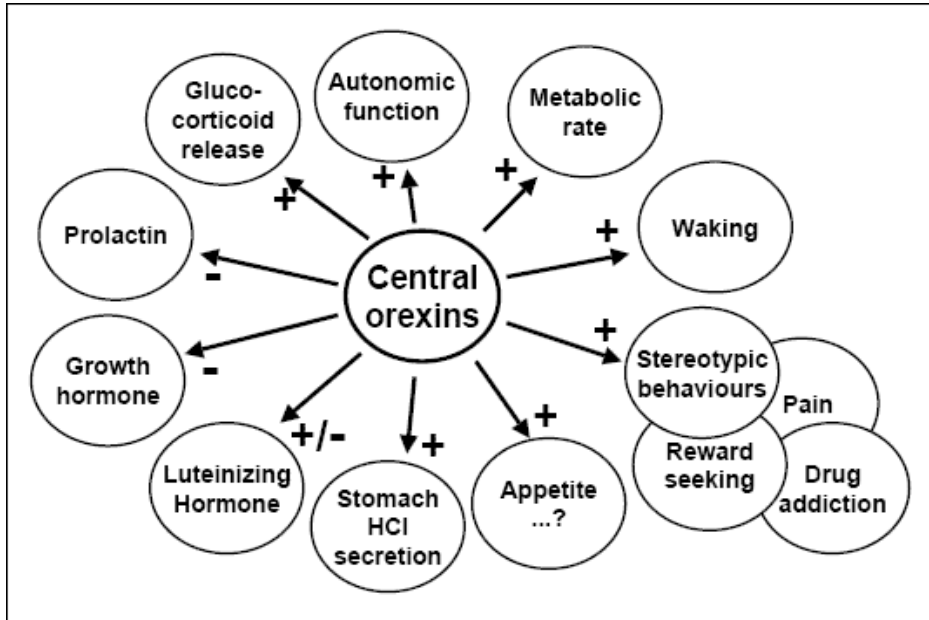 Gluco-
corticoid
release
+
Autonomic
function
+
Metabolic
rate
+
Waking
+
Prolactin
-
Central
orexins
Growth
hormone
-
Stereotypic
behaviours
+
Pain
Reward
seeking
Drug
addiction
Luteinizing
Hormone
+/-
Stomach
HCl
secretion
+
Appetite
...?
+